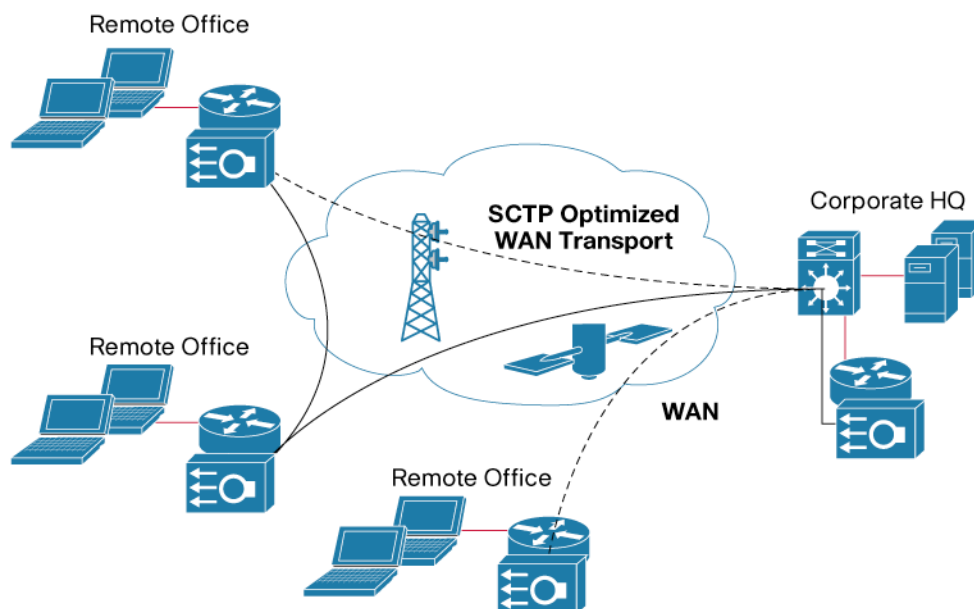 Remote Office
SCTP Optimized
WAN Transport
Corporate HQ
Remote Office
WAN
Remote Office